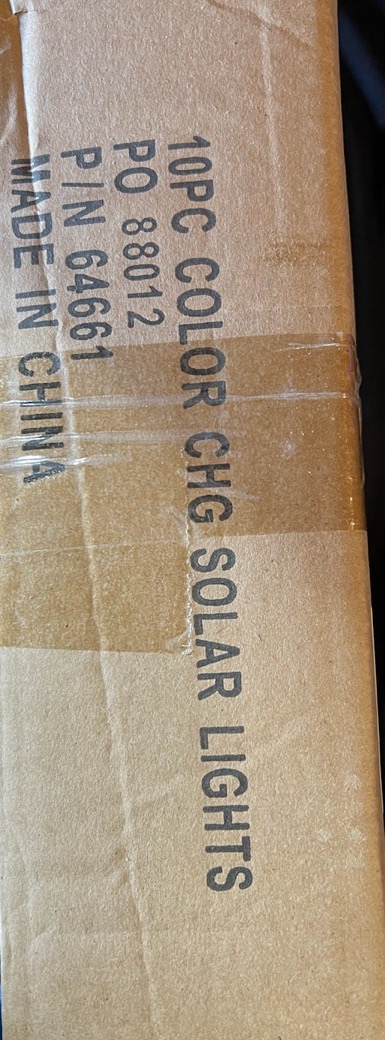 10PC COLOR CHG SOLAR LIGHTS
PO 88012
P/N 64661
MADE IN CHINA